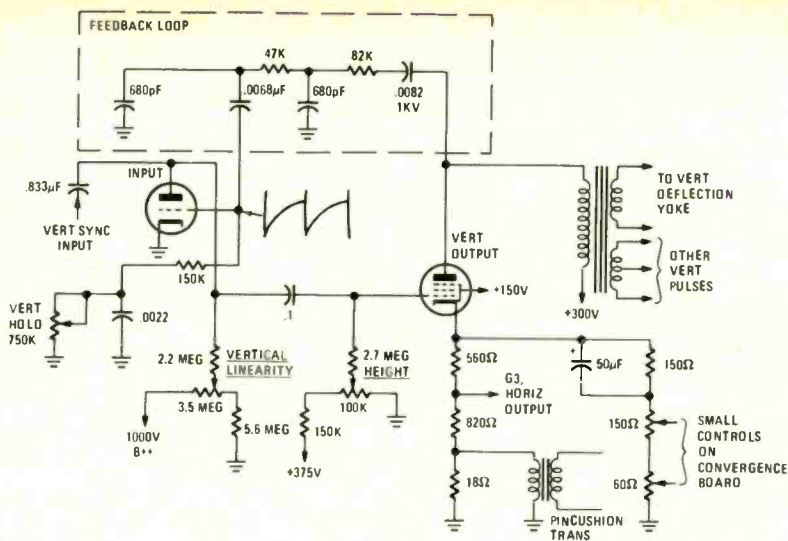 FEEDBACK LOOP
47K
82K
680pF
.0068µF
680pF
.0082
1KV
INPUT
.833µF
VERT SYNC
INPUT
150K
VERT
HOLD
750K
.0022
.1
VERT
OUTPUT
+150V
TO VERT
DEFLECTION
YOKE
OTHER
VERT
PULSES
+300V
2.2 MEG
VERTICAL
LINEARITY
3.5 MEG
1000V
B++
5.6 MEG
2.7 MEG
HEIGHT
100K
150K
+375V
560Ω
G3,
HORIZ
OUTPUT
820Ω
18Ω
+
50µF
150Ω
150Ω
60Ω
SMALL
CONTROLS
ON
CONVERGENCE
BOARD
PINCUSHION
TRANS